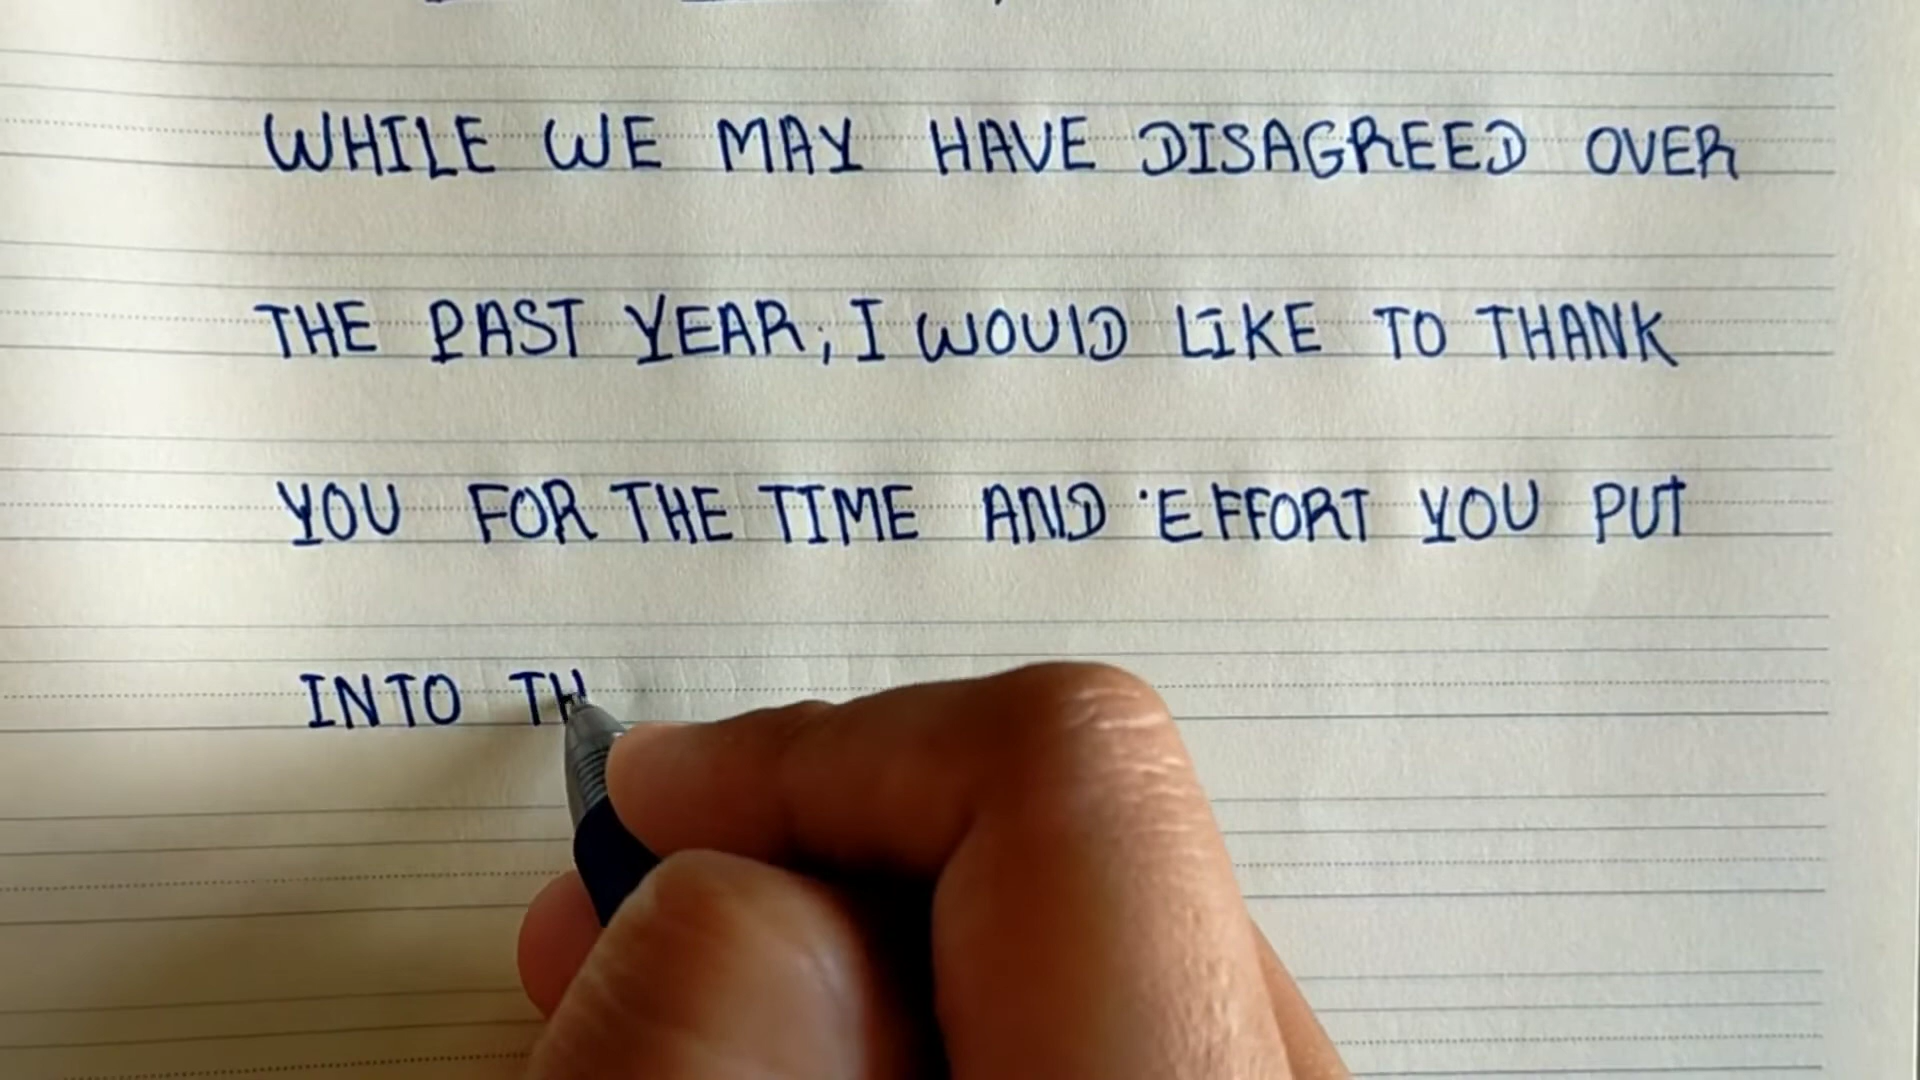 WHILE WE MAY HAVE DISAGREED OVER
THE PAST YEAR, I WOULD LIKE TO THANK
YOU FOR THE TIME AND EFFORT YOU PUT
INTO TH